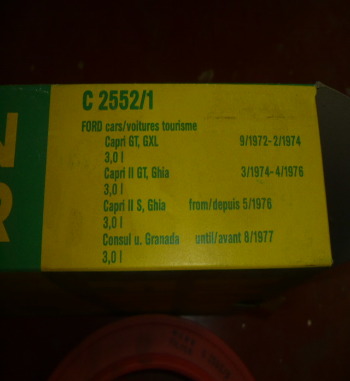 C 2552/1
FORD cars/voitures tourisme
Capri GT, GXL 9/1972-2/1974
3,0 l
Capri II GT, Ghia 3/1974-4/1976
3,0 l
Capri II S, Ghia from/depuis 5/1976
3,0 l
Consul u. Granada until/avant 8/1977
3,0 l
N
R